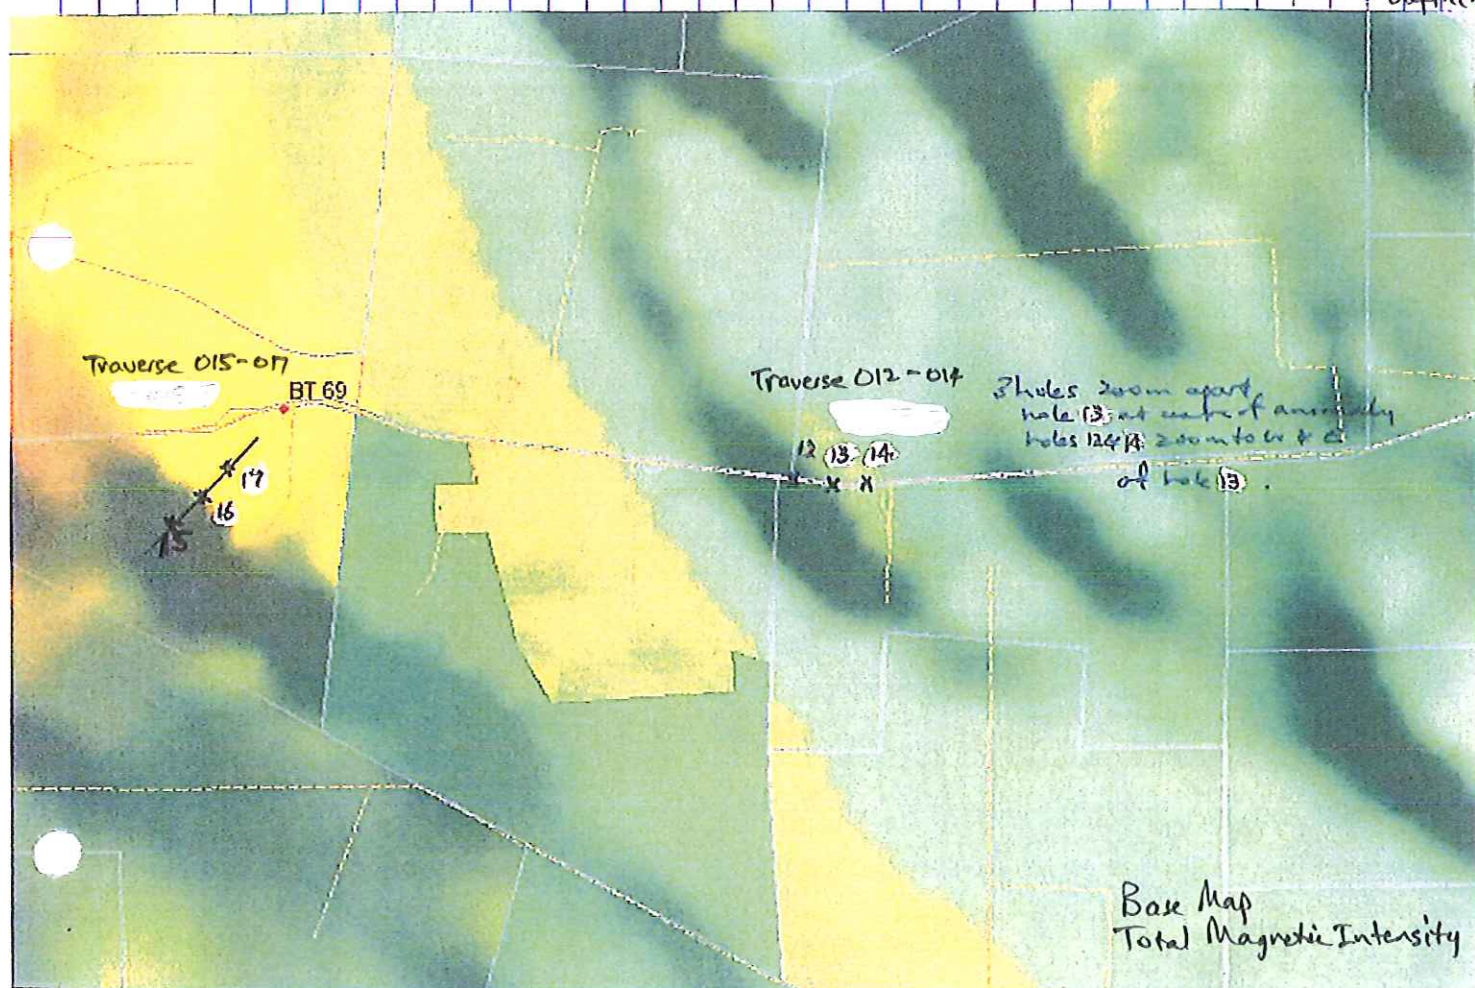 Traverse 015-017
BT 69
17
16
15
Traverse 012-014
12 13 14
3 holes 200m apart
hole 13 at centre of anomaly
holes 12 & 14 200m to W & E
of hole 13.
Base Map
Total Magnetic Intensity